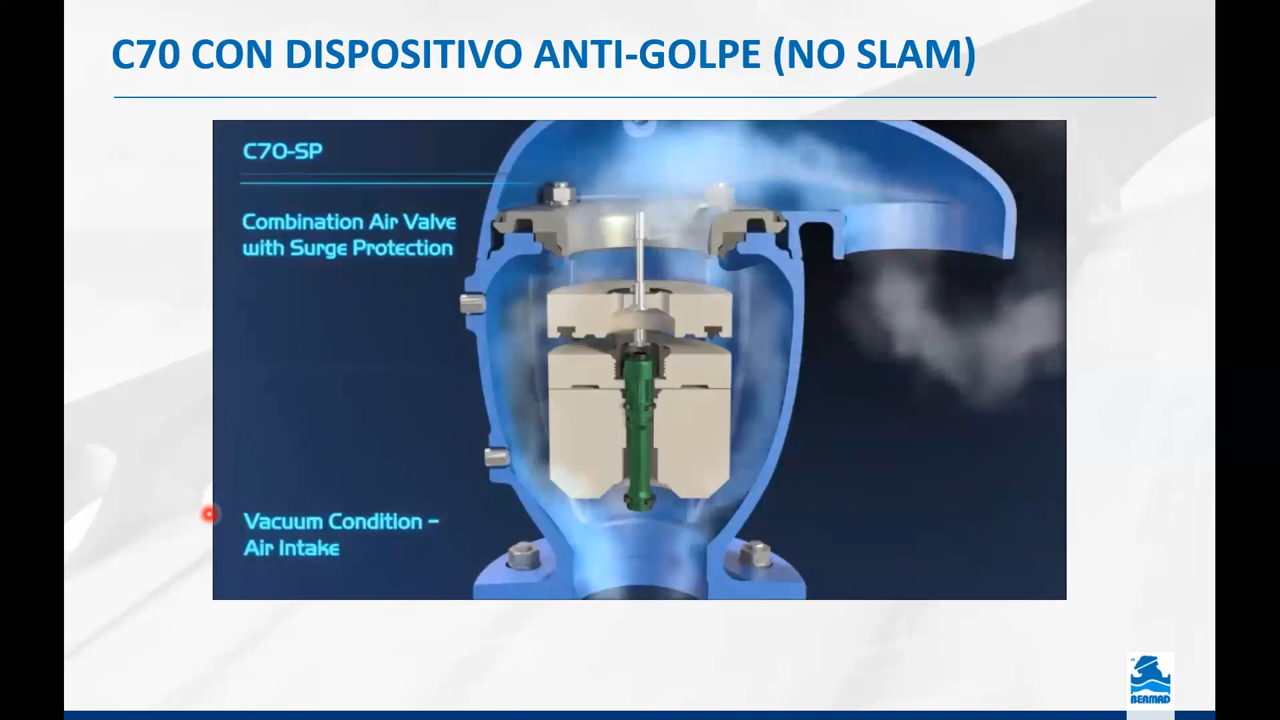 C70 CON DISPOSITIVO ANTI-GOLPE (NO SLAM)
C70-SP
Combination Air Valve
with Surge Protection
Vacuum Condition –
Air Intake
BERMAD